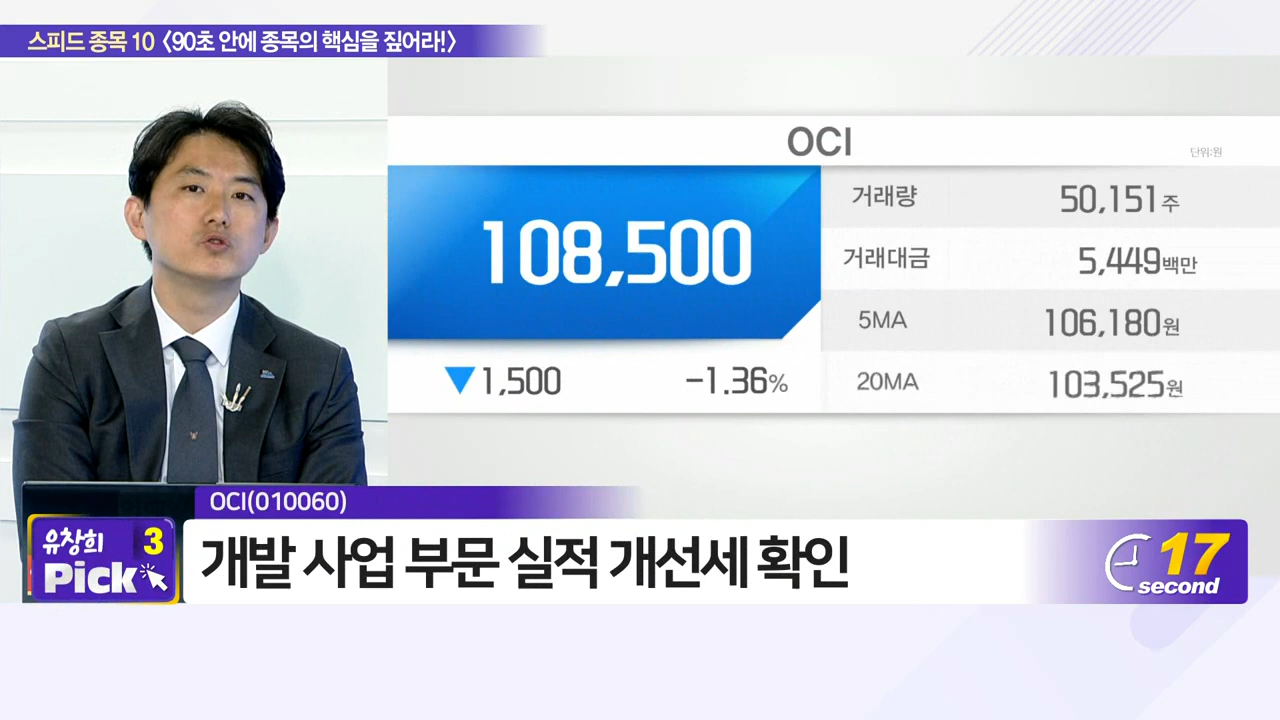 스피드 종목 10 <90초 안에 종목의 핵심을 짚어라!>
OCI
단위:원
108,500
▼1,500 -1.36%
거래량 50,151주
거래대금 5,449백만
5MA 106,180원
20MA 103,525원
OCI(010060)
유창희 3
Pick
개발 사업 부문 실적 개선세 확인
17
second